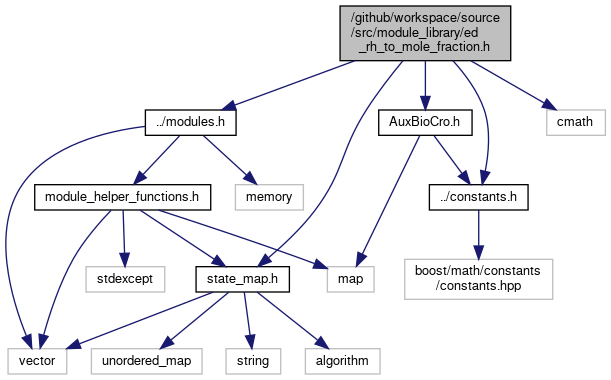 /github/workspace/source
/src/module_library/ed
_rh_to_mole_fraction.h
../modules.h
AuxBioCro.h
cmath
module_helper_functions.h
memory
../constants.h
stdexcept
state_map.h
map
boost/math/constants
/constants.hpp
vector
unordered_map
string
algorithm